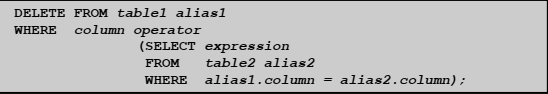 DELETE FROM table1 alias1
WHERE column operator
(SELECT expression
FROM table2 alias2
WHERE alias1.column = alias2.column);